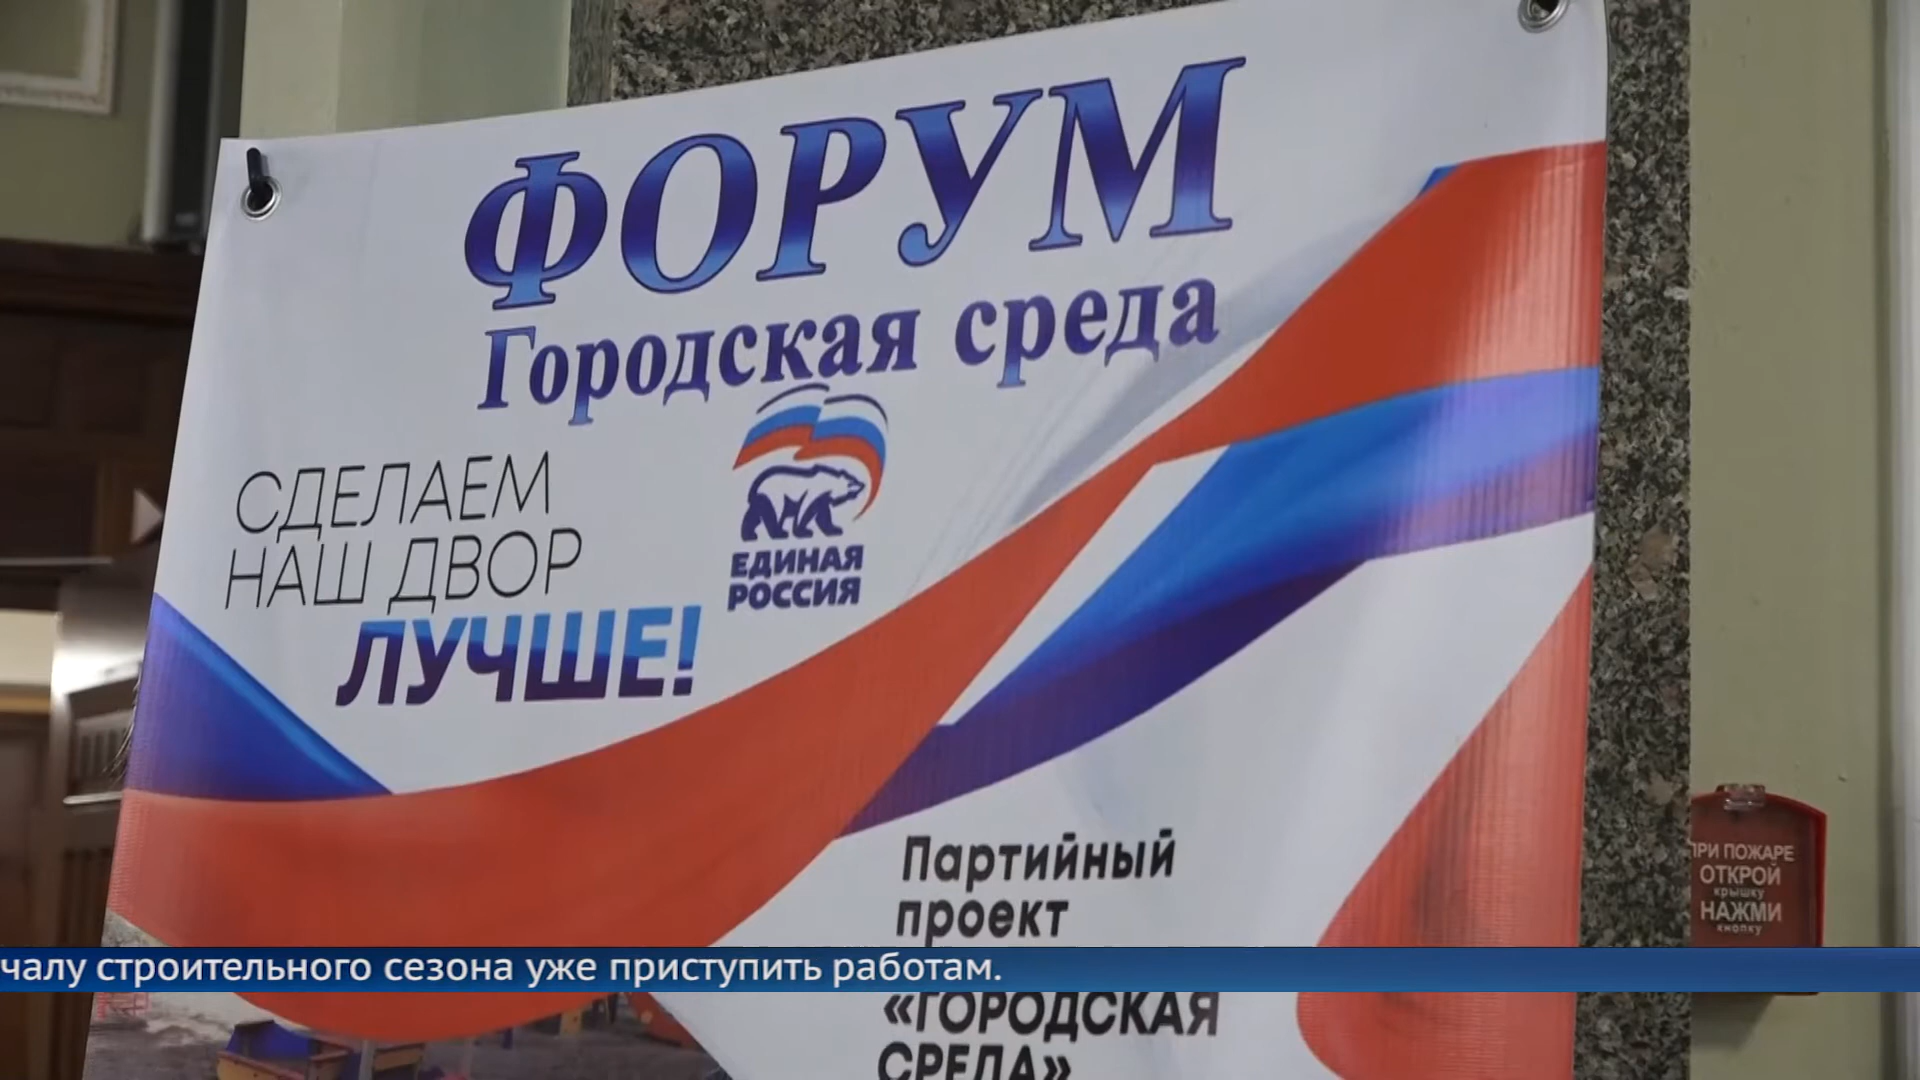 ФОРУМ
Городская среда
СДЕЛАЕМ
НАШ ДВОР
ЛУЧШЕ!
ЕДИНАЯ
РОССИЯ
Партийный
проект
«ГОРОДСКАЯ
СРЕДА»
ПРИ ПОЖАРЕ
ОТКРОЙ
крышку
НАЖМИ
кнопку
чалу строительного сезона уже приступить работам.